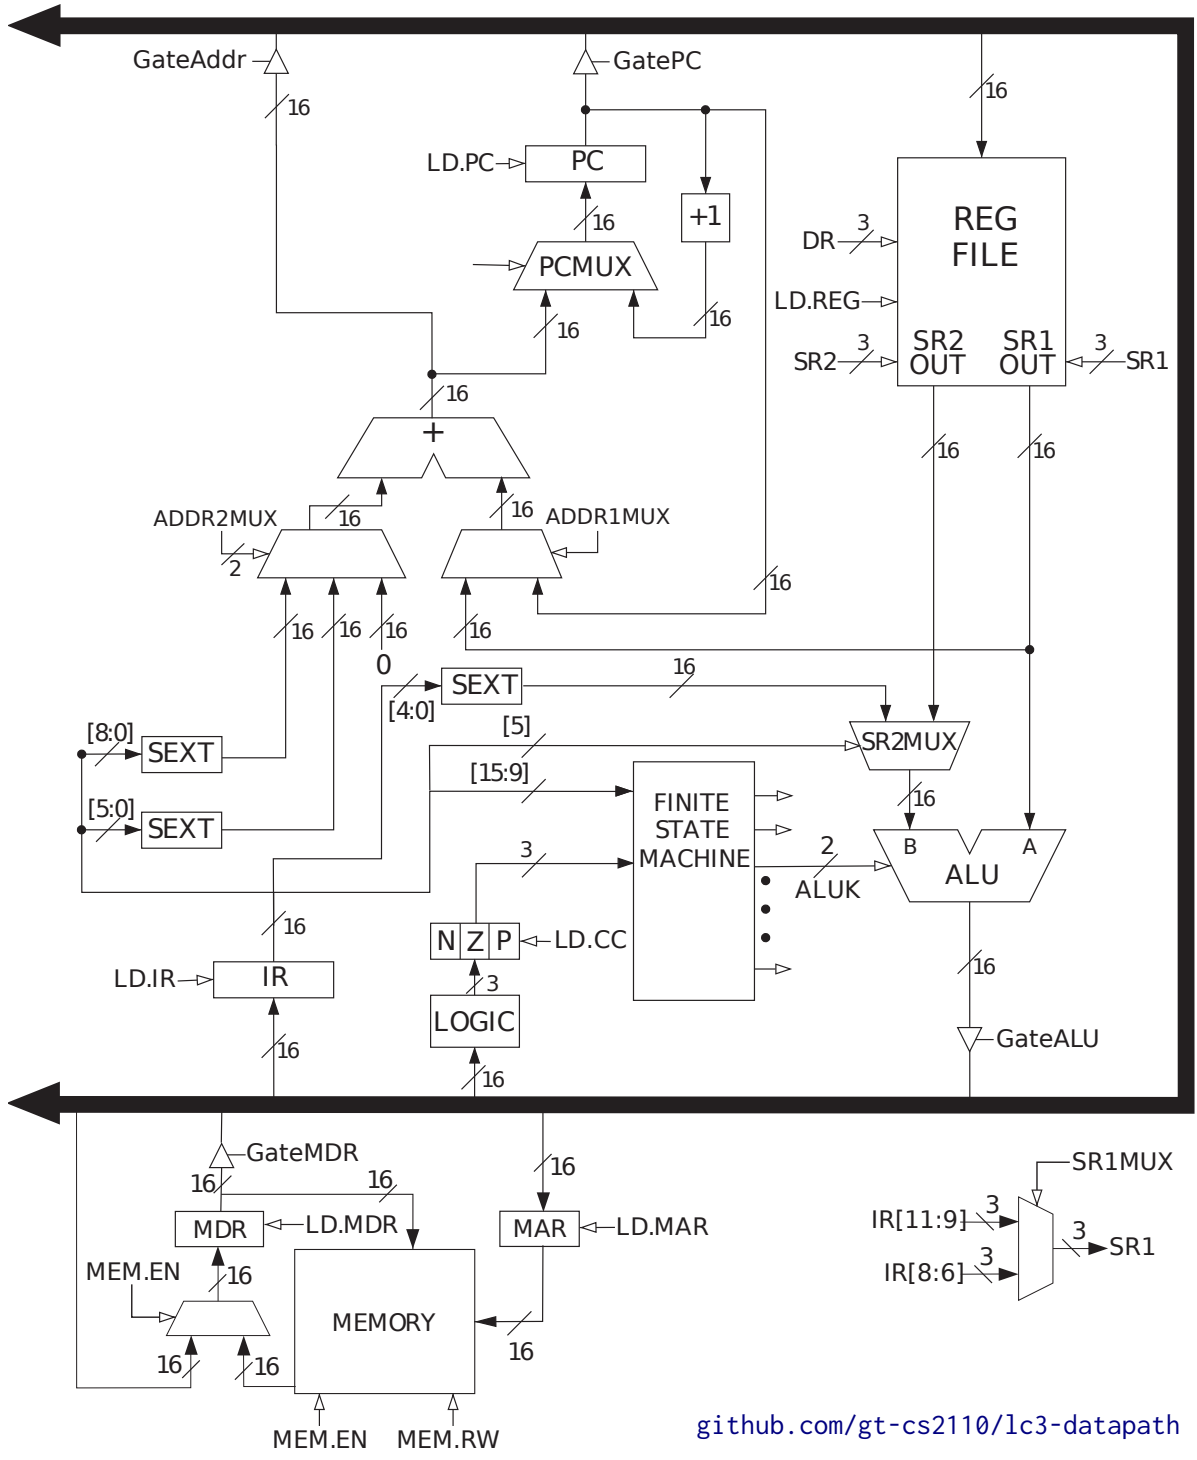 GateAddr
GatePC
16
16
LD.PC
PC
16
+1
PCMUX
16
16
DR
3
REG
FILE
LD.REG
SR2
3
SR2
OUT
SR1
OUT
3
SR1
16
+
16
16
ADDR2MUX
2
16
16
ADDR1MUX
16
16
16
16
0
16
[4:0]
SEXT
16
[8:0]
SEXT
[5:0]
SEXT
[5]
SR2MUX
[15:9]
16
FINITE
STATE
MACHINE
3
2
ALUK
B
A
ALU
16
N
Z
P
LD.CC
3
LOGIC
16
LD.IR
IR
16
16
GateALU
GateMDR
16
16
MDR
LD.MDR
16
MAR
LD.MAR
MEM.EN
16
16
16
MEMORY
16
MEM.EN
MEM.RW
SR1MUX
IR[11:9]
3
IR[8:6]
3
3
SR1
github.com/gt-cs2110/lc3-datapath